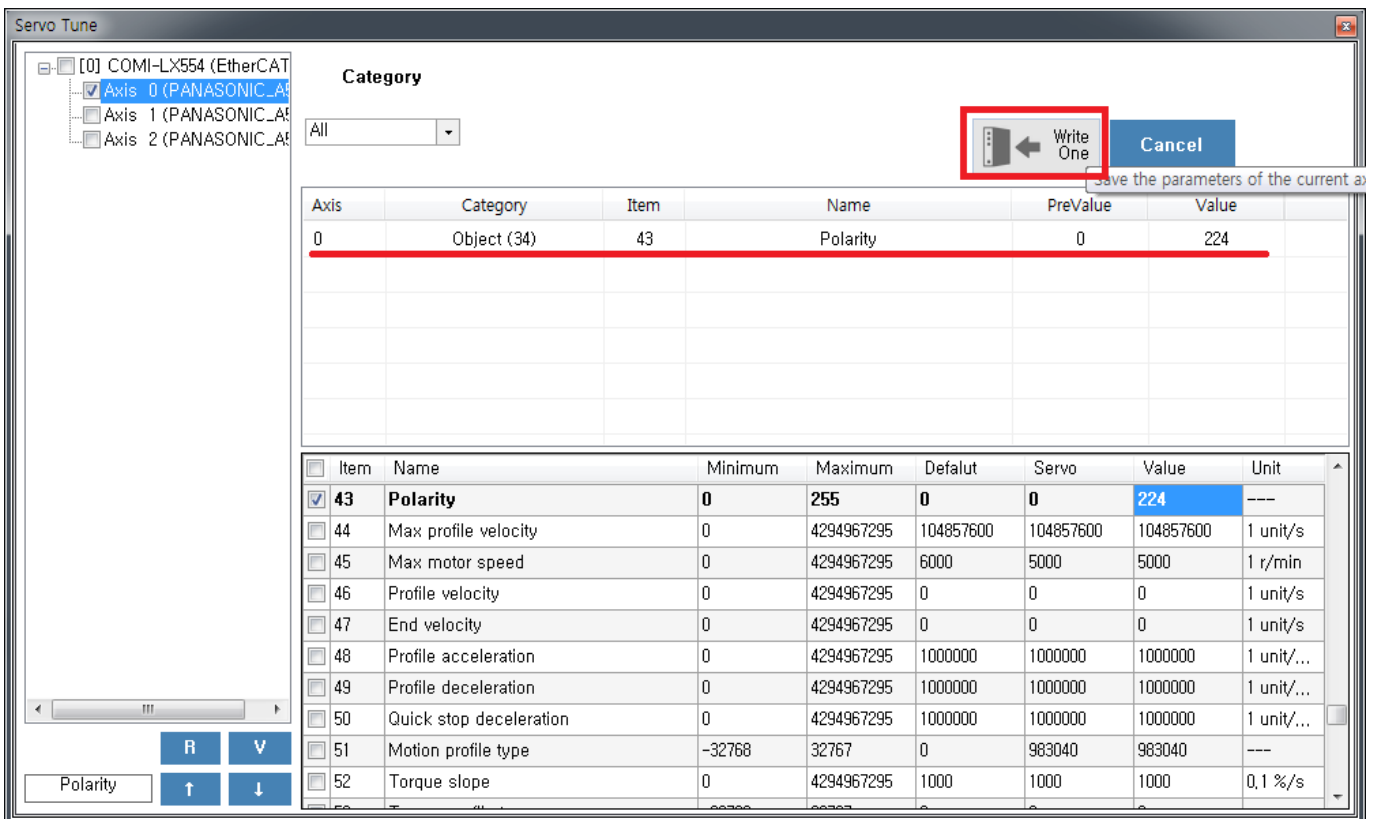 Servo Tune
[0] COMI-LX554 (EtherCAT
Axis 0 (PANASONIC_A5
Axis 1 (PANASONIC_A5
Axis 2 (PANASONIC_A5
Category
All
Write
One
Cancel
Save the parameters of the current ax
Axis Category Item Name PreValue Value
0 Object (34) 43 Polarity 0 224
Item Name Minimum Maximum Defalut Servo Value Unit
43 Polarity 0 255 0 0 224 ---
44 Max profile velocity 0 4294967295 104857600 104857600 104857600 1 unit/s
45 Max motor speed 0 4294967295 6000 5000 5000 1 r/min
46 Profile velocity 0 4294967295 0 0 0 1 unit/s
47 End velocity 0 4294967295 0 0 0 1 unit/s
48 Profile acceleration 0 4294967295 1000000 1000000 1000000 1 unit/...
49 Profile deceleration 0 4294967295 1000000 1000000 1000000 1 unit/...
50 Quick stop deceleration 0 4294967295 1000000 1000000 1000000 1 unit/...
51 Motion profile type -32768 32767 0 983040 983040 ---
52 Torque slope 0 4294967295 1000 1000 1000 0,1 %/s
R V
Polarity ↑ ↓